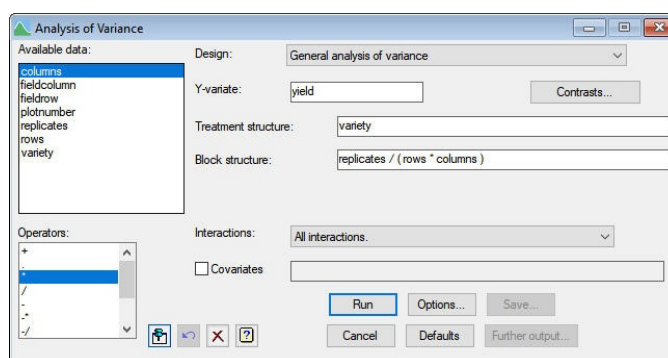 Analysis of Variance
Available data:
columns
fieldcolumn
fieldrow
plotnumber
replicates
rows
variety
Design: General analysis of variance
Y-variate: yield Contrasts...
Treatment structure: variety
Block structure: replicates / ( rows * columns )
Operators:
+
.
*
/
-
-*
-/
Interactions: All interactions.
Covariates
Run Options... Save...
Cancel Defaults Further output...